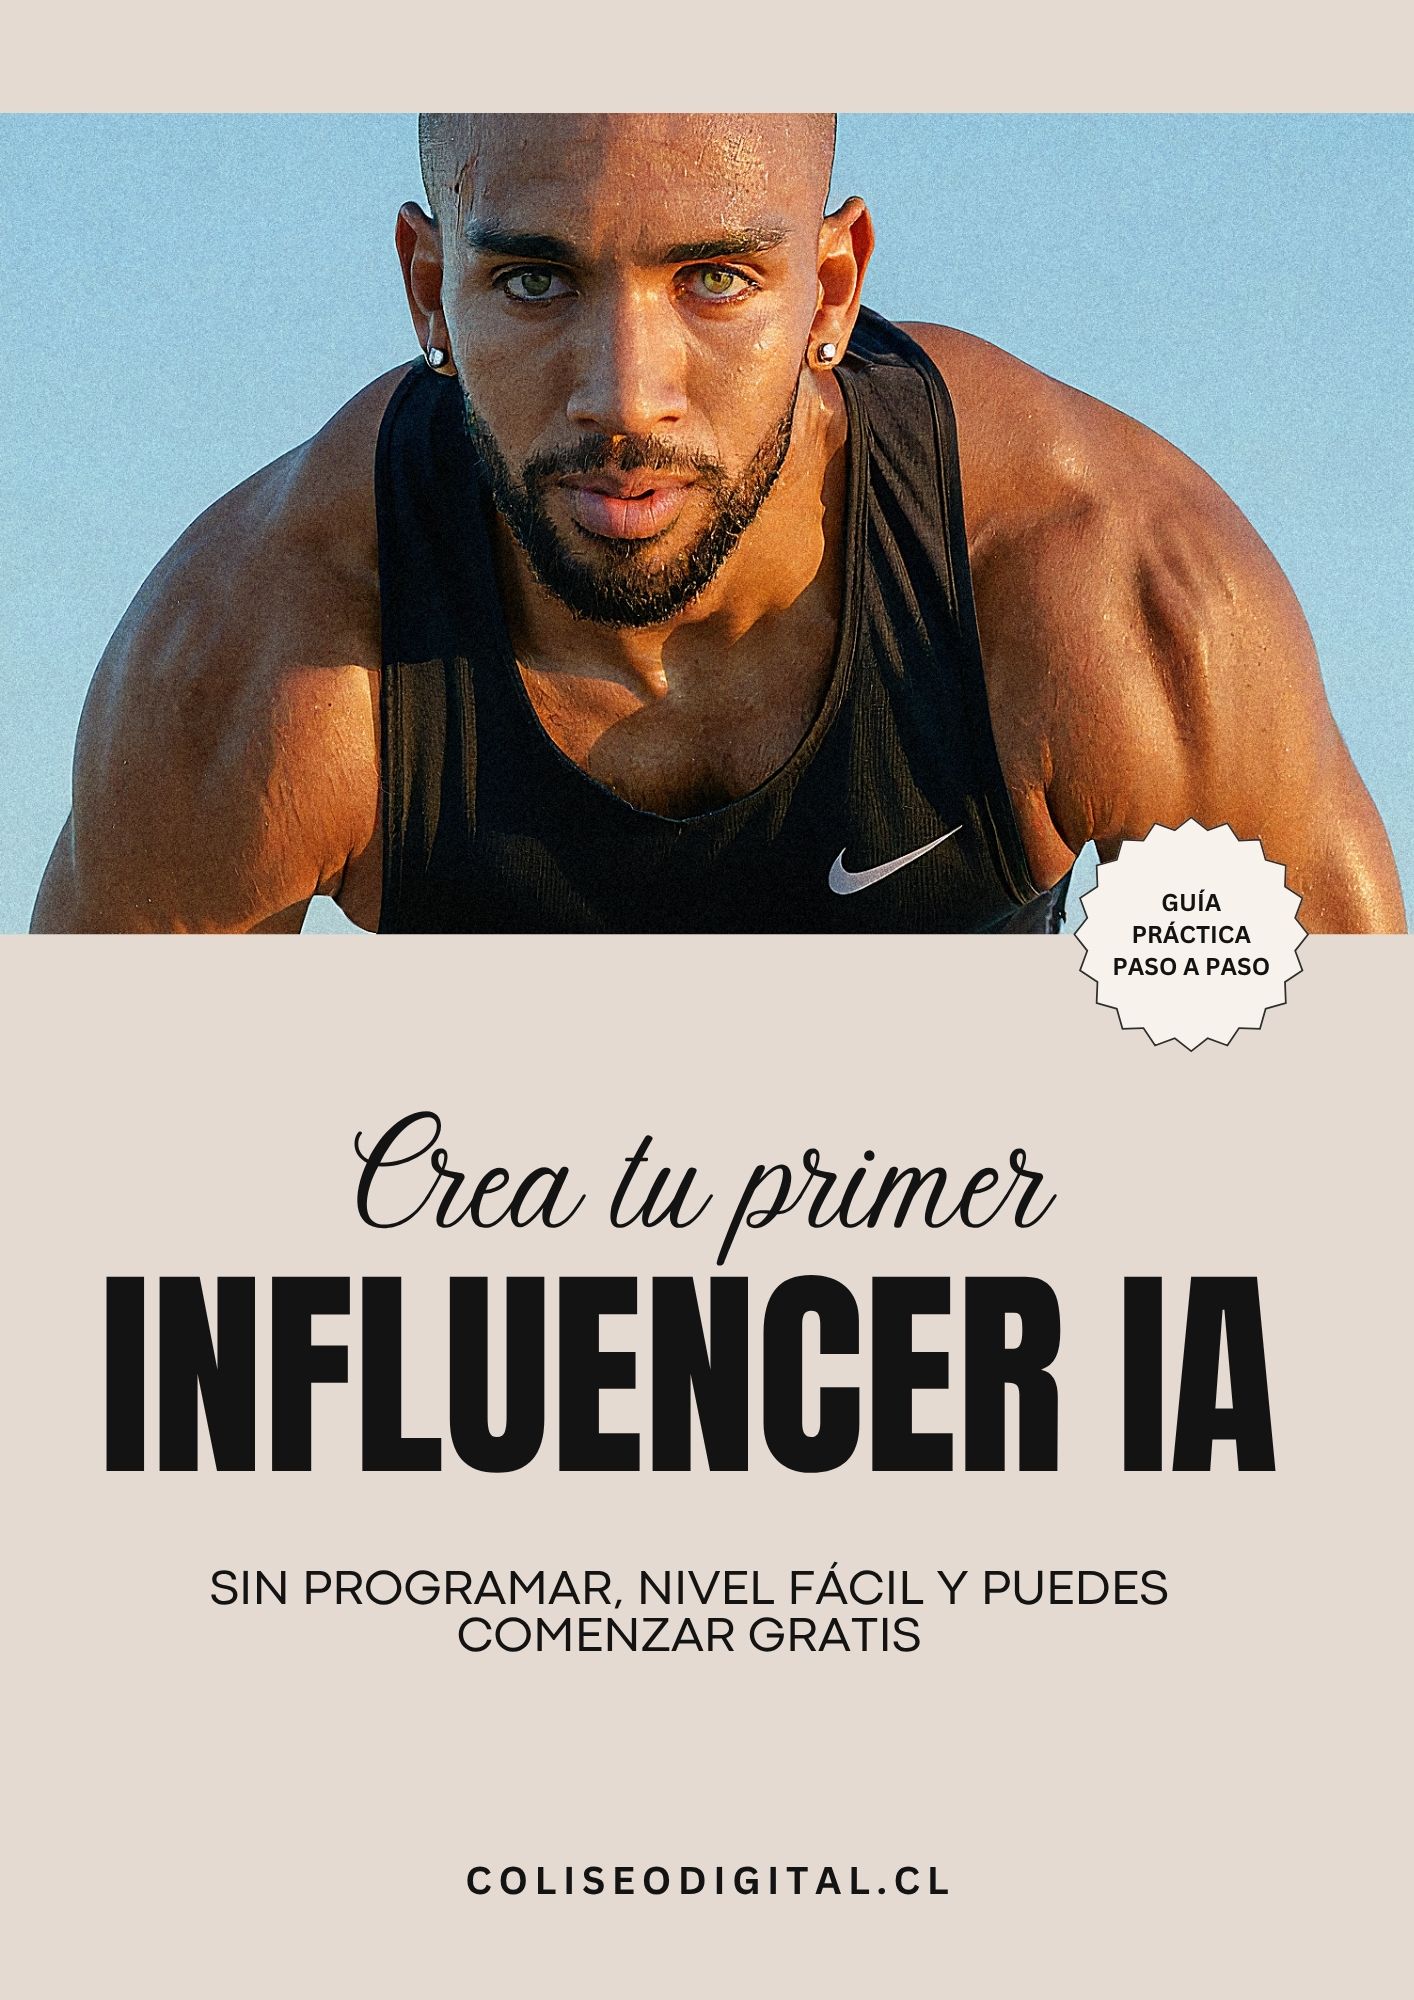 GUÍA
PRÁCTICA
PASO A PASO
Crea tu primer
INFLUENCER IA
SIN PROGRAMAR, NIVEL FÁCIL Y PUEDES
COMENZAR GRATIS
COLISEODIGITAL.CL